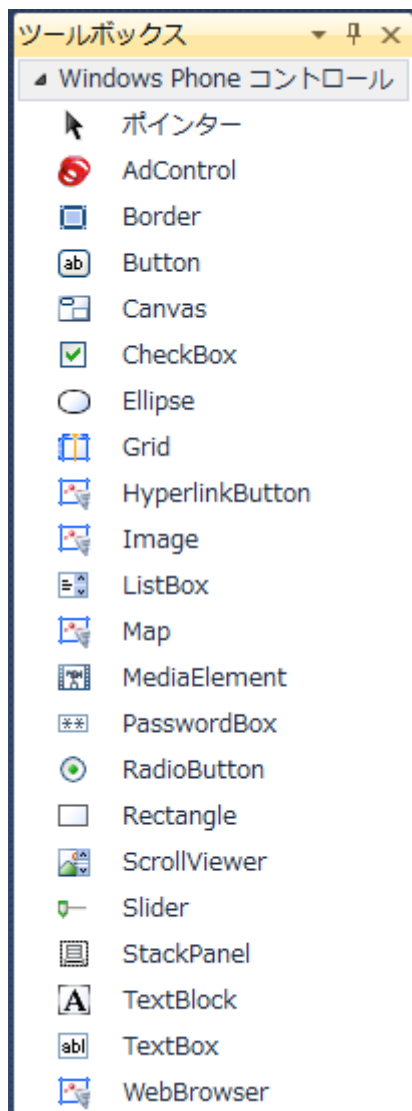 ツールボックス
Windows Phone コントロール
ポインター
AdControl
Border
ab Button
Canvas
CheckBox
Ellipse
Grid
HyperlinkButton
Image
ListBox
Map
MediaElement
** PasswordBox
RadioButton
Rectangle
ScrollViewer
Slider
StackPanel
A TextBlock
abl TextBox
WebBrowser